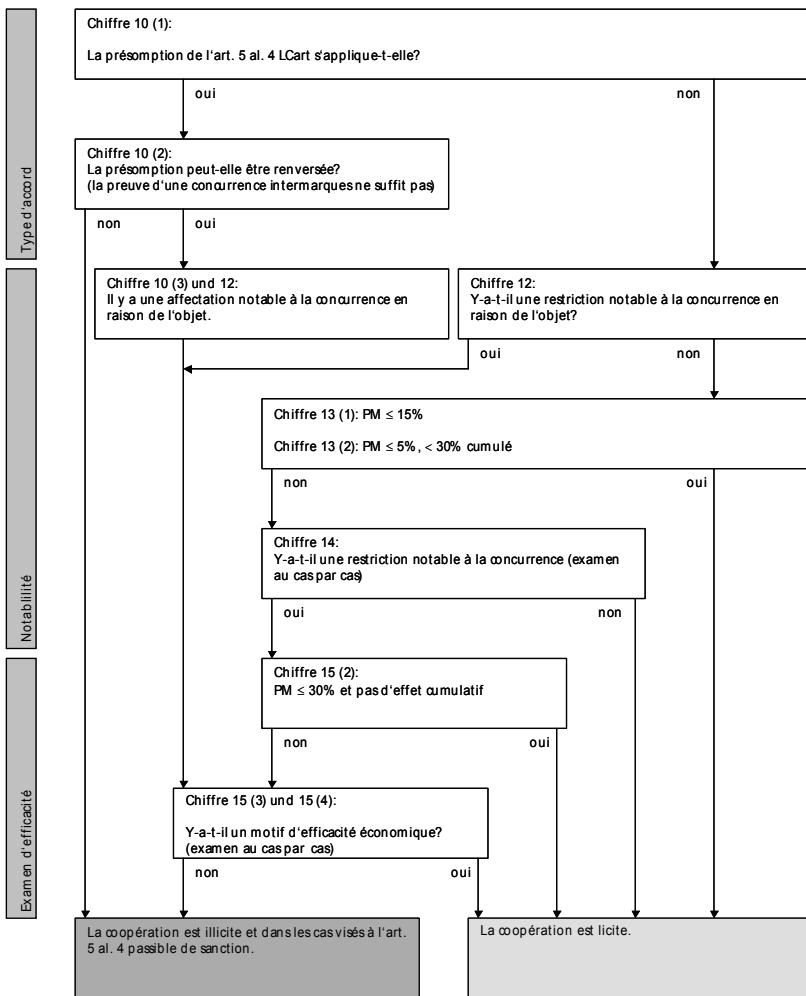 Chiffre 10 (1):
La présomption de l'art. 5 al. 4 LCart s'applique-t-elle?
oui
non
Type d'accord
Chiffre 10 (2):
La présomption peut-elle être renversée?
(la preuve d'une concurrence intermarques ne suffit pas)
non
oui
Chiffre 10 (3) und 12:
Il y a une affectation notable à la concurrence en
raison de l'objet.
Chiffre 12:
Y-a-t-il une restriction notable à la concurrence en
raison de l'objet?
oui
non
Notablilité
Chiffre 13 (1): PM ≤ 15%
Chiffre 13 (2): PM ≤ 5%, < 30% cumulé
non
oui
Chiffre 14:
Y-a-t-il une restriction notable à la concurrence (examen
au cas par cas)
oui
non
Examen d'efficacité
Chiffre 15 (2):
PM ≤ 30% et pas d'effet cumulatif
non
oui
Chiffre 15 (3) und 15 (4):
Y-a-t-il un motif d'efficacité économique?
(examen au cas par cas)
non
oui
La coopération est illicite et dans les cas visés à l'art.
5 al. 4 passible de sanction.
La coopération est licite.